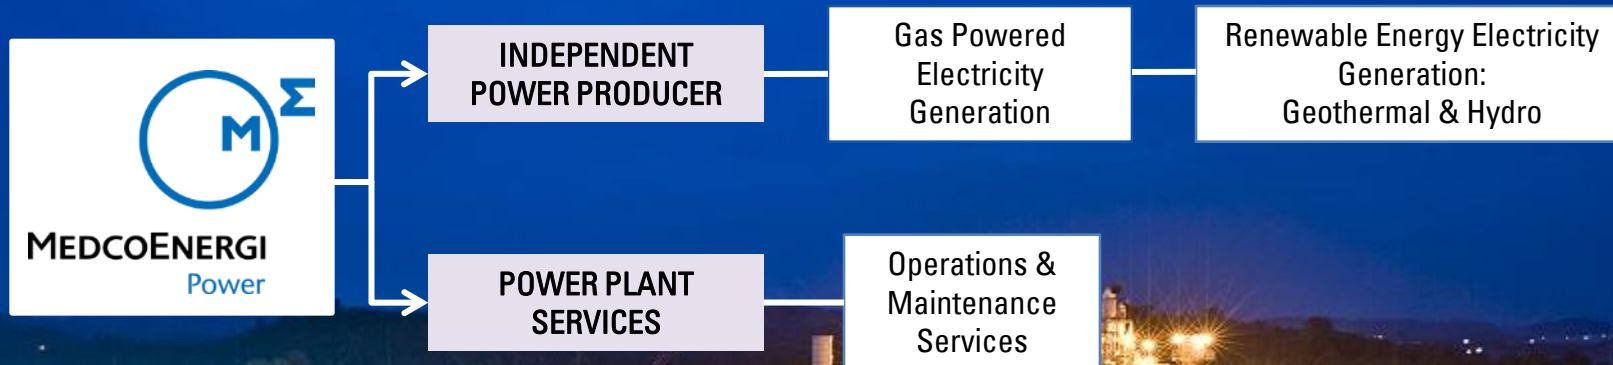 M
Σ
MEDCOENERGI
Power
INDEPENDENT
POWER PRODUCER
Gas Powered
Electricity
Generation
Renewable Energy Electricity
Generation:
Geothermal & Hydro
POWER PLANT
SERVICES
Operations &
Maintenance
Services